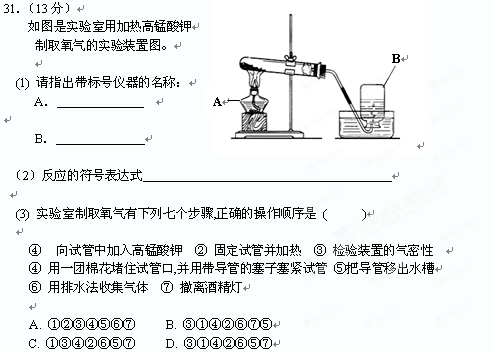 31．（13 分）
如图是实验室用加热高锰酸钾
制取氧气的实验装置图。
(1) 请指出带标号仪器的名称：
A．
B．
A
B
（2）反应的符号表达式
(3) 实验室制取氧气有下列七个步骤,正确的操作顺序是（　　）
④ 向试管中加入高锰酸钾 ② 固定试管并加热 ③ 检验装置的气密性
④ 用一团棉花堵住试管口,并用带导管的塞子塞紧试管 ⑤把导管移出水槽
⑥ 用排水法收集气体 ⑦ 撤离酒精灯
A. ①②③④⑤⑥⑦ B. ③①④②⑥⑦⑤
C. ①③④②⑥⑤⑦ D. ③①④②⑥⑤⑦